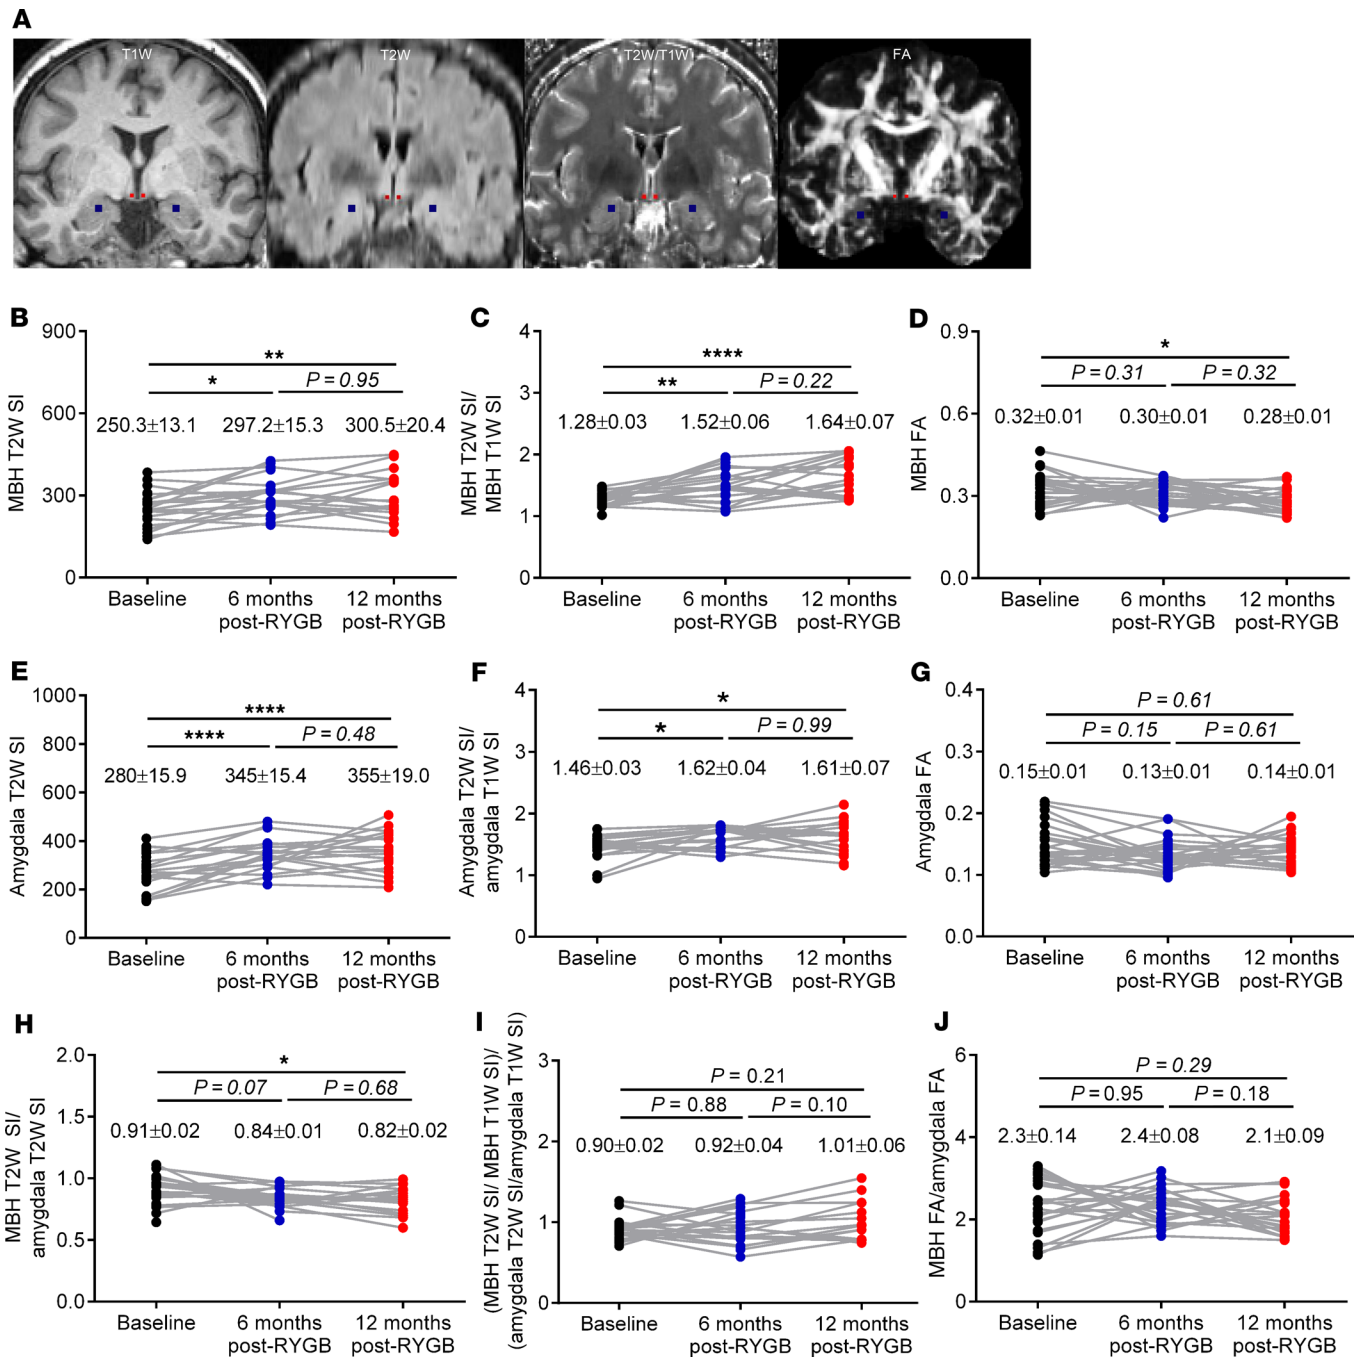 A
T1W
T2W
T2W/T1W
FA
B
MBH T2W SI
900
600
300
0
**
*
P = 0.95
250.3±13.1
297.2±15.3
300.5±20.4
Baseline
6 months
post-RYGB
12 months
post-RYGB
C
MBH T2W SI/
MBH T1W SI
4
3
2
1
0
****
**
P = 0.22
1.28±0.03
1.52±0.06
1.64±0.07
Baseline
6 months
post-RYGB
12 months
post-RYGB
D
MBH FA
0.9
0.6
0.3
0.0
*
P = 0.31
P = 0.32
0.32±0.01
0.30±0.01
0.28±0.01
Baseline
6 months
post-RYGB
12 months
post-RYGB
E
Amygdala T2W SI
1000
800
600
400
200
0
****
****
P = 0.48
280±15.9
345±15.4
355±19.0
Baseline
6 months
post-RYGB
12 months
post-RYGB
F
Amygdala T2W SI/
amygdala T1W SI
4
3
2
1
0
*
*
P = 0.99
1.46±0.03
1.62±0.04
1.61±0.07
Baseline
6 months
post-RYGB
12 months
post-RYGB
G
Amygdala FA
0.4
0.3
0.2
0.1
0.0
P = 0.61
P = 0.15
P = 0.61
0.15±0.01
0.13±0.01
0.14±0.01
Baseline
6 months
post-RYGB
12 months
post-RYGB
H
MBH T2W SI/
amygdala T2W SI
2.0
1.5
1.0
0.5
0.0
*
P = 0.07
P = 0.68
0.91±0.02
0.84±0.01
0.82±0.02
Baseline
6 months
post-RYGB
12 months
post-RYGB
I
(MBH T2W SI/ MBH T1W SI)/
(amygdala T2W SI/amygdala T1W SI)
3
2
1
0
P = 0.21
P = 0.88
P = 0.10
0.90±0.02
0.92±0.04
1.01±0.06
Baseline
6 months
post-RYGB
12 months
post-RYGB
J
MBH FA/amygdala FA
6
4
2
0
P = 0.29
P = 0.95
P = 0.18
2.3±0.14
2.4±0.08
2.1±0.09
Baseline
6 months
post-RYGB
12 months
post-RYGB